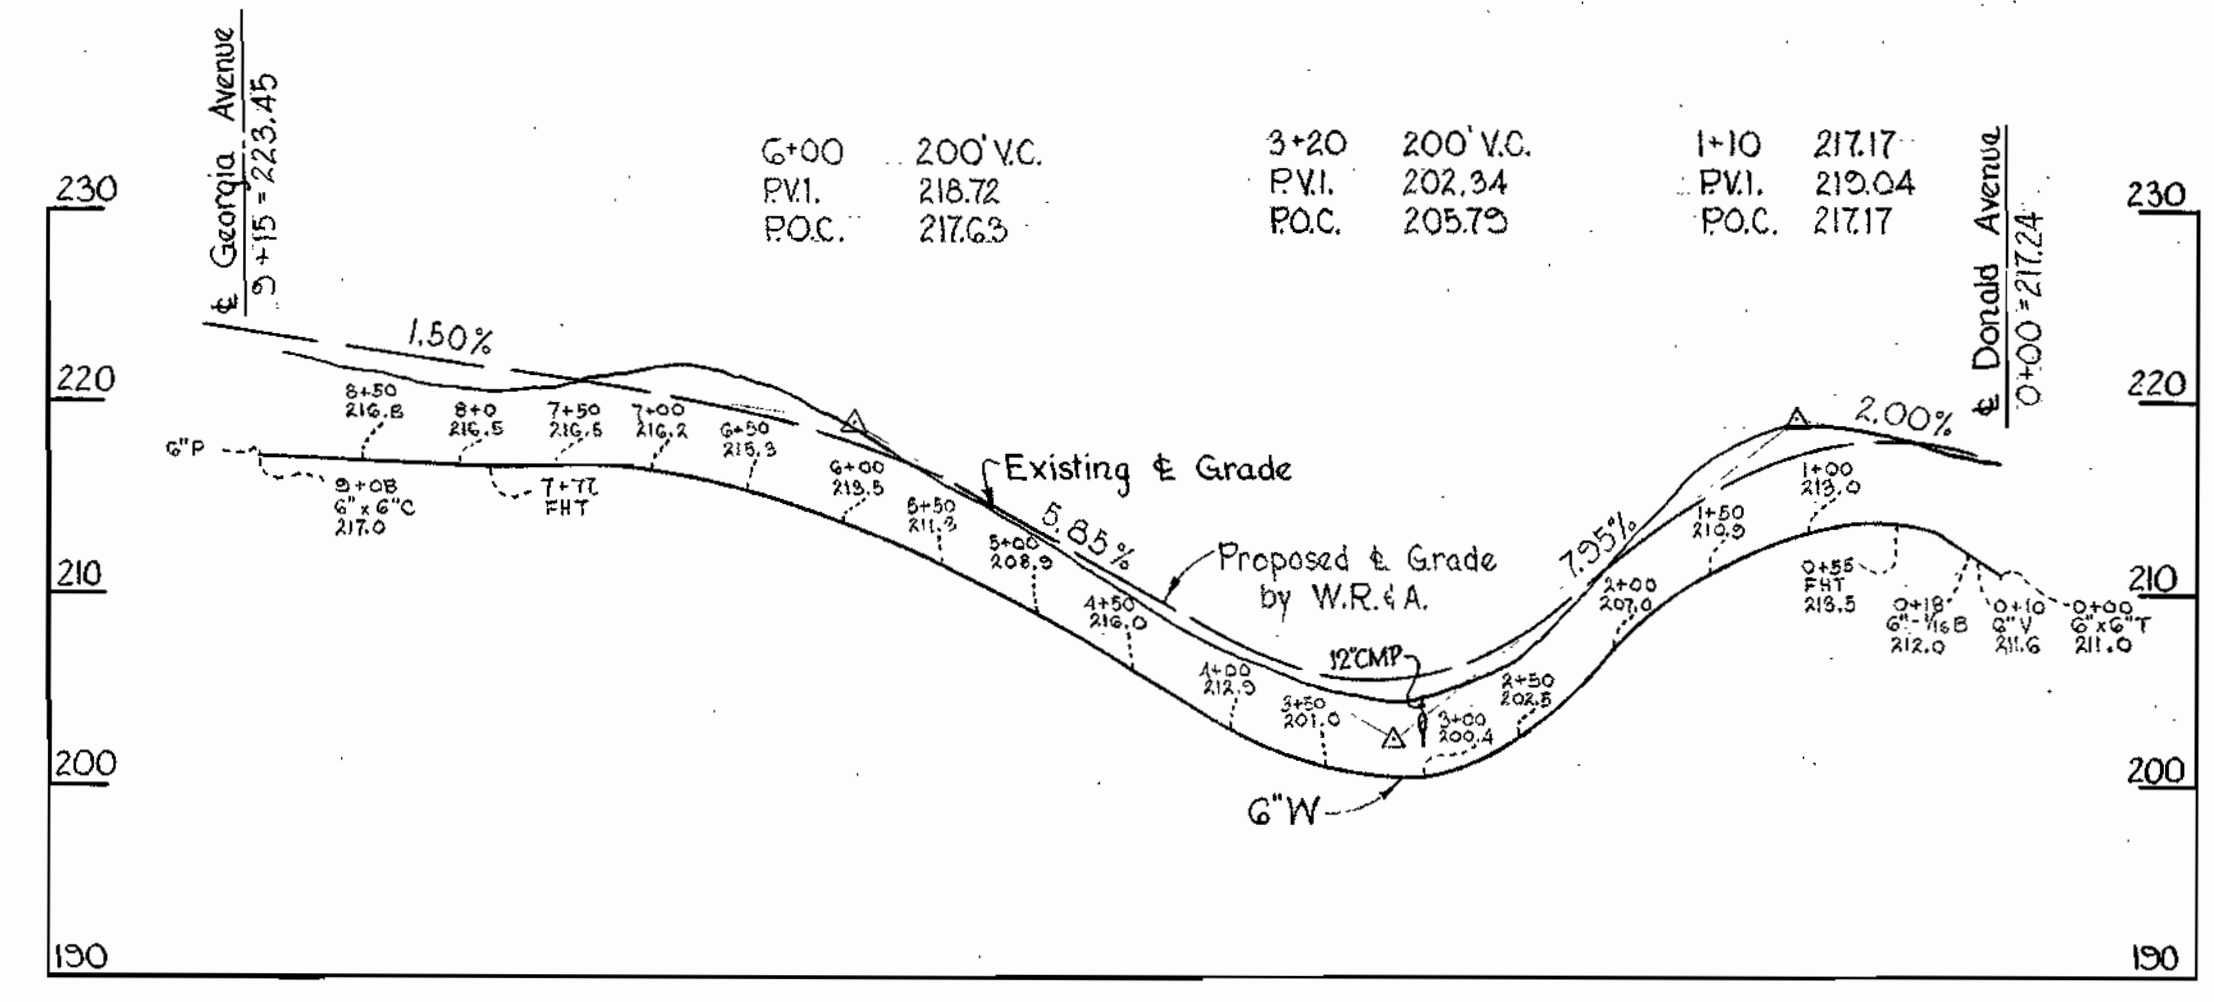 ℄ Georgia Avenue
9+15=223.45
6+00 200' V.C.
P.V.I. 218.72
P.O.C. 217.63
3+20 200' V.C.
P.V.I. 202.34
P.O.C. 205.79
1+10 217.17
P.V.I. 219.04
P.O.C. 217.17
℄ Donald Avenue
0+00=217.24
230
230
220
220
210
210
200
200
190
190
1.50%
2.00%
5.85%
7.95%
Existing ℄ Grade
Proposed ℄ Grade
by W.R.&A.
12"CMP
6"W
6"P
9+08
6"x6"C
217.0
8+50
216.8
8+0
216.5
7+77
FHT
7+50
216.6
7+00
216.2
6+50
215.3
6+00
213.5
5+50
211.3
5+00
208.9
4+50
216.0
4+00
212.9
3+50
201.0
3+00
200.4
2+50
202.5
2+00
207.0
1+50
210.9
1+00
213.0
0+55
FHT
213.5
0+18
6"-1/16B
212.0
0+10
6"V
211.6
0+00
6"x6"T
211.0